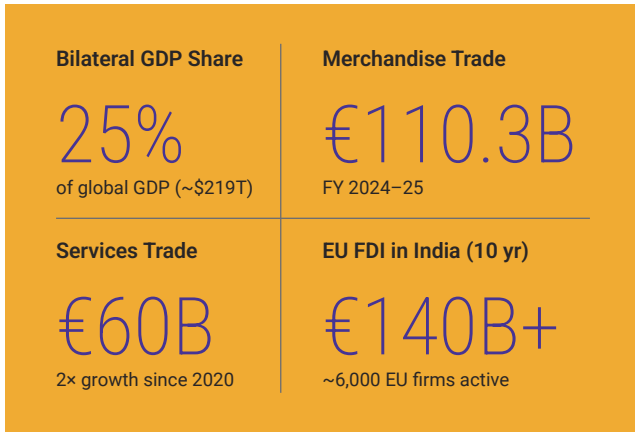 Bilateral GDP Share
25%
of global GDP (~$219T)
Merchandise Trade
€110.3B
FY 2024–25
Services Trade
€60B
2× growth since 2020
EU FDI in India (10 yr)
€140B+
~6,000 EU firms active